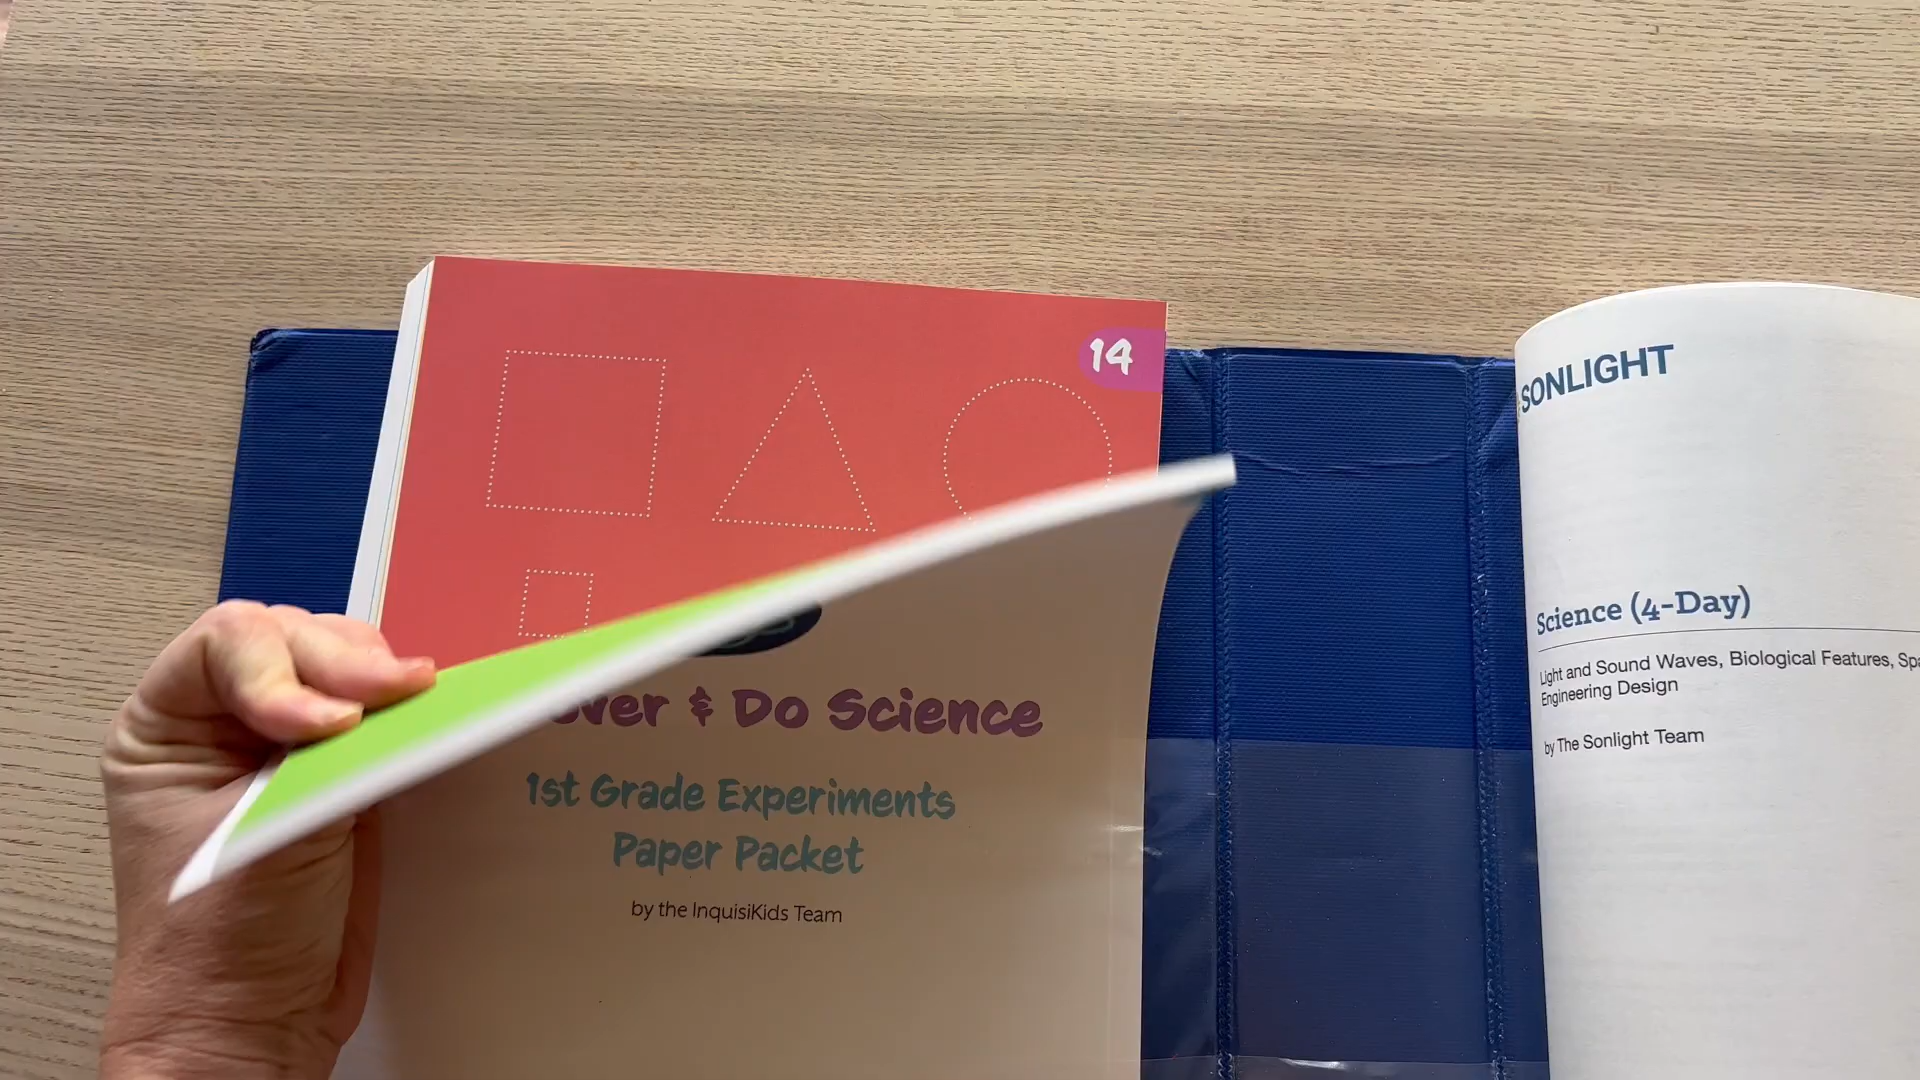 14
& Do Science
1st Grade Experiments
Paper Packet
by the InquisiKids Team
SONLIGHT
Science (4-Day)
Light and Sound Waves, Biological Features,
Engineering Design
by The Sonlight Team